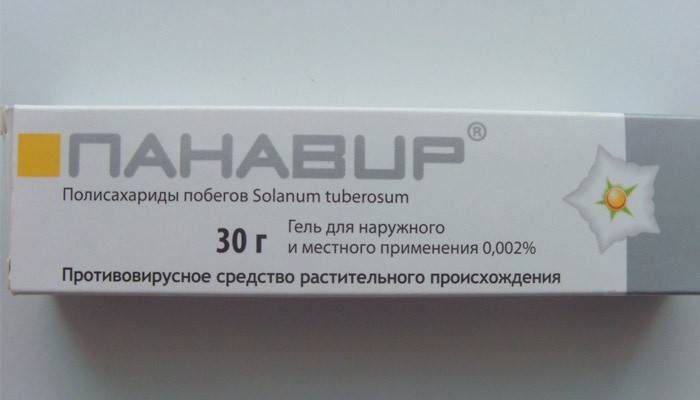 ПАНАВИР®
Полисахариды побегов Solanum tuberosum
30 г
Гель для наружного
и местного применения 0,002%
Противовирусное средство растительного происхождения